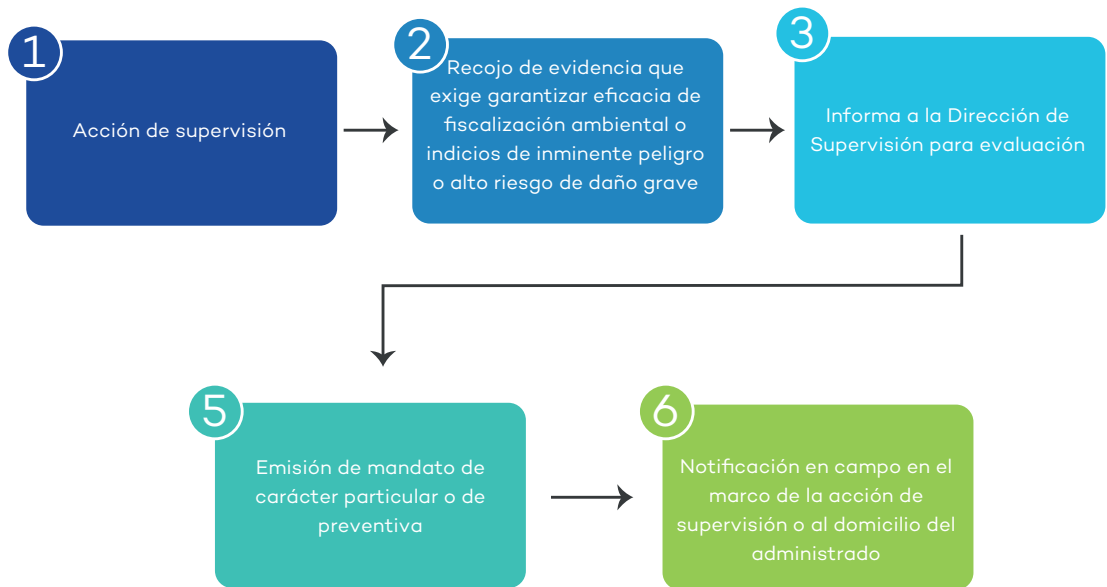 1
Acción de supervisión
2
Recojo de evidencia que
exige garantizar eficacia de
fiscalización ambiental o
indicios de inminente peligro
o alto riesgo de daño grave
3
Informa a la Dirección de
Supervisión para evaluación
5
Emisión de mandato de
carácter particular o de
preventiva
6
Notificación en campo en el
marco de la acción de
supervisión o al domicilio del
administrado